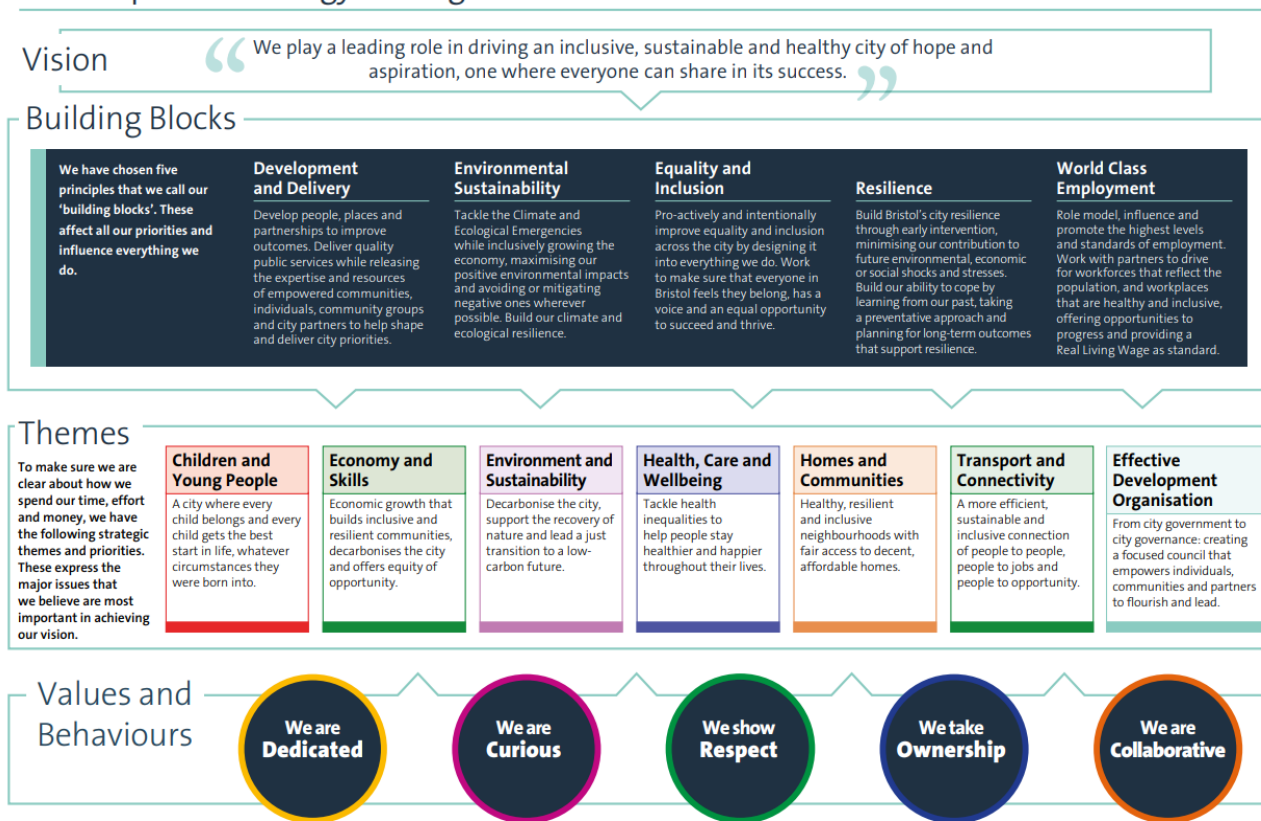 Vision
“ We play a leading role in driving an inclusive, sustainable and healthy city of hope and
aspiration, one where everyone can share in its success. ”
Building Blocks
We have chosen five
principles that we call our
‘building blocks’. These
affect all our priorities and
influence everything we
do.
Development
and Delivery
Develop people, places and
partnerships to improve
outcomes. Deliver quality
public services while releasing
the expertise and resources
of empowered communities,
individuals, community groups
and city partners to help shape
and deliver city priorities.
Environmental
Sustainability
Tackle the Climate and
Ecological Emergencies
while inclusively growing the
economy, maximising our
positive environmental impacts
and avoiding or mitigating
negative ones wherever
possible. Build our climate and
ecological resilience.
Equality and
Inclusion
Pro-actively and intentionally
improve equality and inclusion
across the city by designing it
into everything we do. Work
to make sure that everyone in
Bristol feels they belong, has a
voice and an equal opportunity
to succeed and thrive.
Resilience
Build Bristol’s city resilience
through early intervention,
minimising our contribution to
future environmental, economic
or social shocks and stresses.
Build our ability to cope by
learning from our past, taking
a preventative approach and
planning for long-term outcomes
that support resilience.
World Class
Employment
Role model, influence and
promote the highest levels
and standards of employment.
Work with partners to drive
for workforces that reflect the
population, and workplaces
that are healthy and inclusive,
offering opportunities to
progress and providing a
Real Living Wage as standard.
Themes
To make sure we are
clear about how we
spend our time, effort
and money, we have
the following strategic
themes and priorities.
These express the
major issues that
we believe are most
important in achieving
our vision.
Children and
Young People
A city where every
child belongs and every
child gets the best
start in life, whatever
circumstances they
were born into.
Economy and
Skills
Economic growth that
builds inclusive and
resilient communities,
decarbonises the city
and offers equity of
opportunity.
Environment and
Sustainability
Decarbonise the city,
support the recovery of
nature and lead a just
transition to a low-
carbon future.
Health, Care and
Wellbeing
Tackle health
inequalities to
help people stay
healthier and happier
throughout their lives.
Homes and
Communities
Healthy, resilient
and inclusive
neighbourhoods with
fair access to decent,
affordable homes.
Transport and
Connectivity
A more efficient,
sustainable and
inclusive connection
of people to people,
people to jobs and
people to opportunity.
Effective
Development
Organisation
From city government to
city governance: creating
a focused council that
empowers individuals,
communities and partners
to flourish and lead.
Values and
Behaviours
We are
Dedicated
We are
Curious
We show
Respect
We take
Ownership
We are
Collaborative